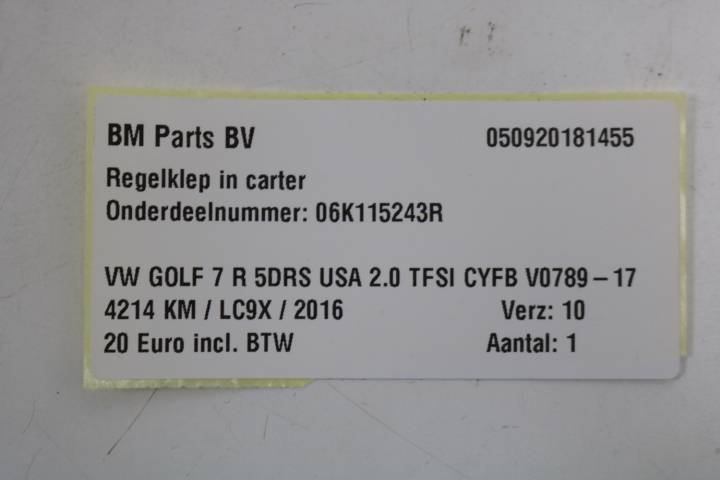 BM Parts BV 050920181455
Regelklep in carter
Onderdeelnummer: 06K115243R
VW GOLF 7 R 5DRS USA 2.0 TFSI CYFB V0789-17
4214 KM / LC9X / 2016 Verz: 10
20 Euro incl. BTW Aantal: 1